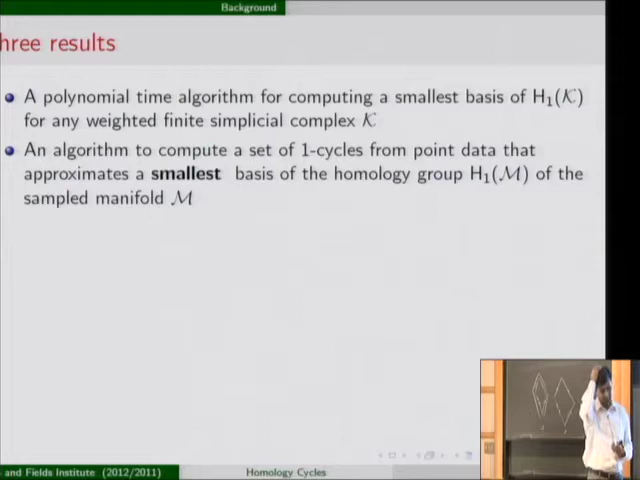 Background
hree results
A polynomial time algorithm for computing a smallest basis of H₁(𝒦)
for any weighted finite simplicial complex 𝒦
An algorithm to compute a set of 1-cycles from point data that
approximates a smallest basis of the homology group H₁(ℳ) of the
sampled manifold ℳ
and Fields Institute (2012/2011)
Homology Cycles